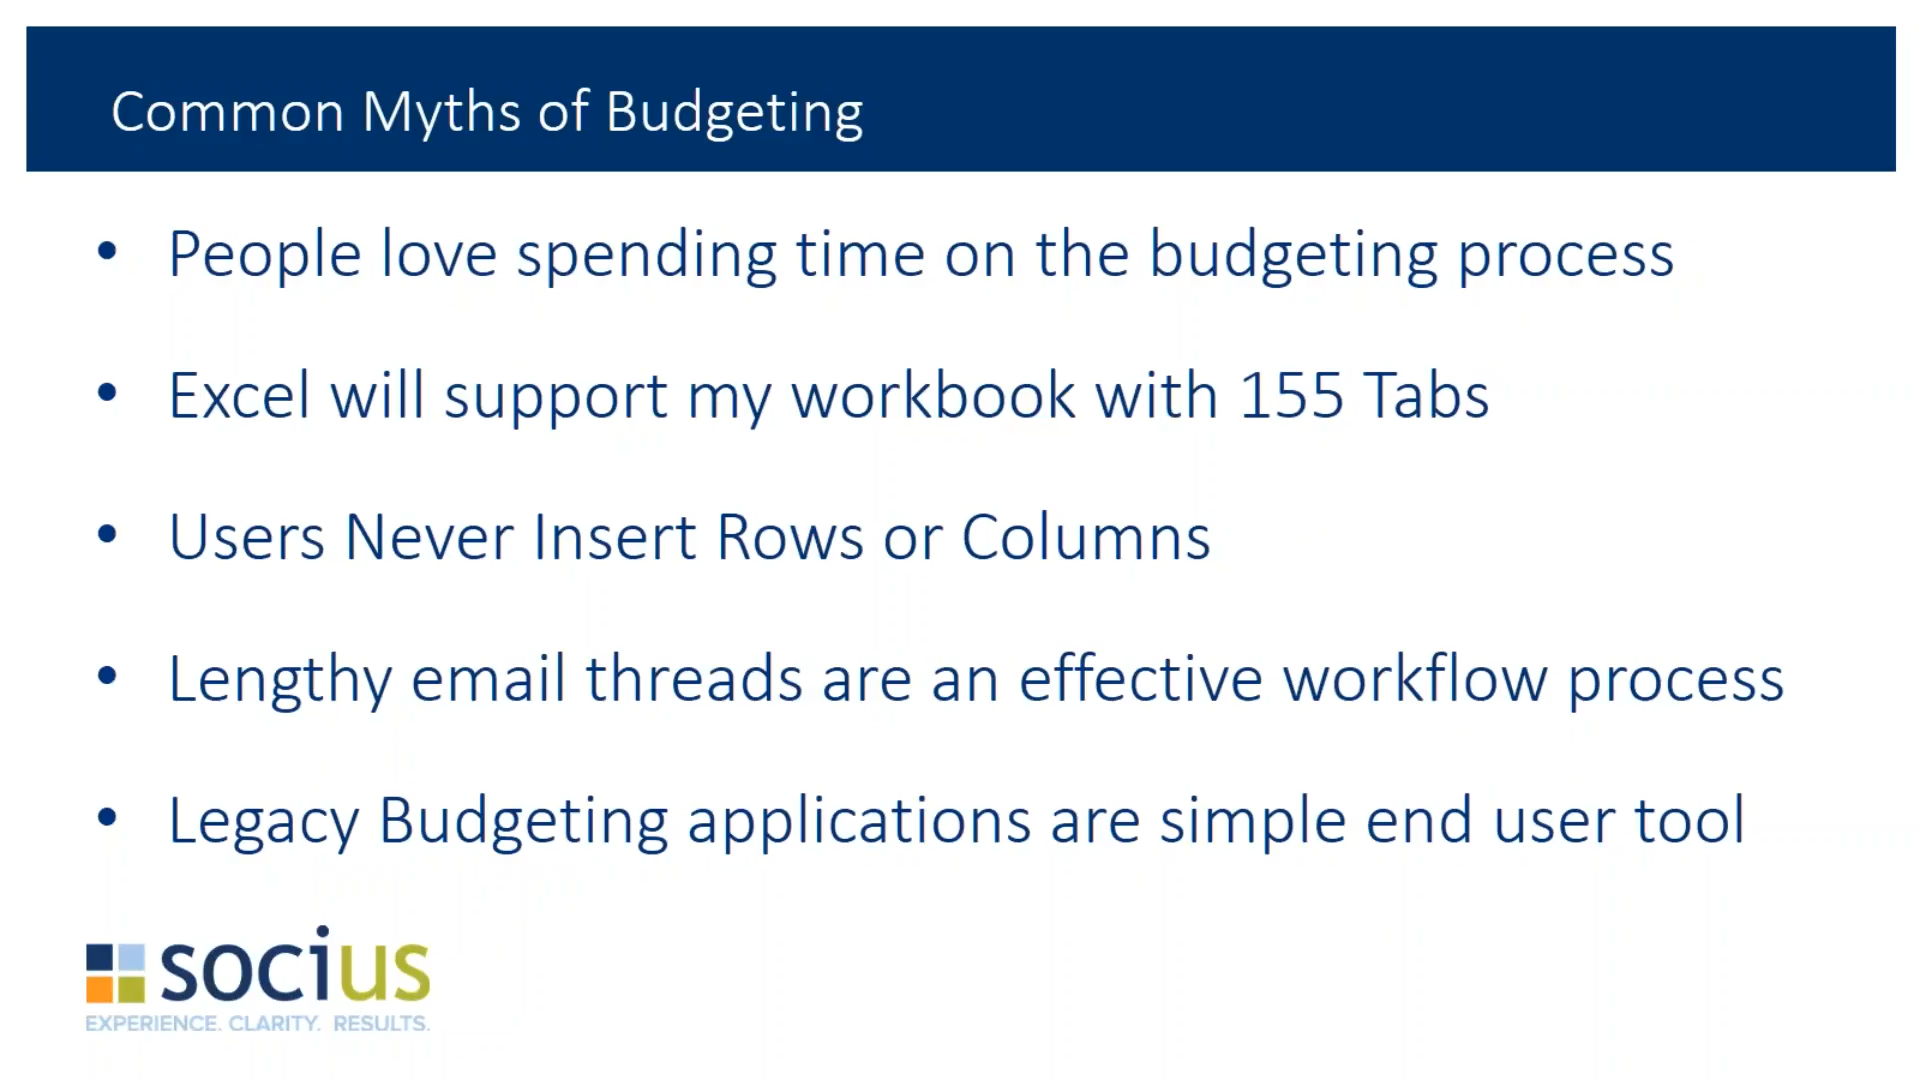 Common Myths of Budgeting
• People love spending time on the budgeting process
• Excel will support my workbook with 155 Tabs
• Users Never Insert Rows or Columns
• Lengthy email threads are an effective workflow process
• Legacy Budgeting applications are simple end user tool
socius
EXPERIENCE. CLARITY. RESULTS.